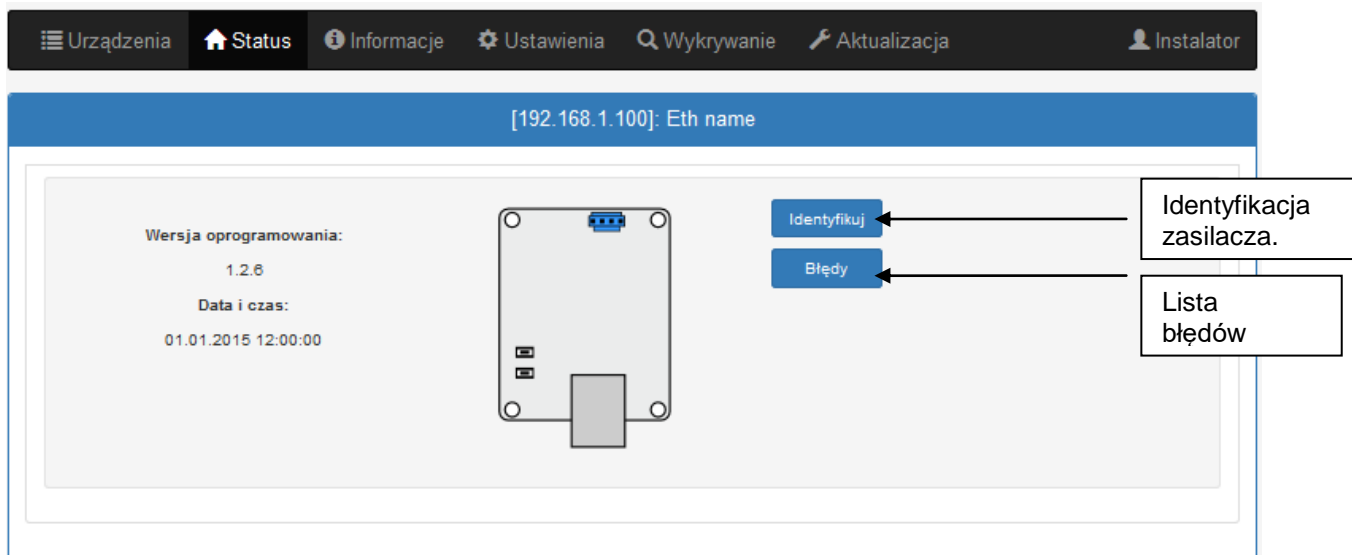 Urządzenia Status Informacje Ustawienia Wykrywanie Aktualizacja Instalator
[192.168.1.100]: Eth name
Wersja oprogramowania:
1.2.6
Data i czas:
01.01.2015 12:00:00
Identyfikuj
Błędy
Identyfikacja
zasilacza.
Lista
błędów